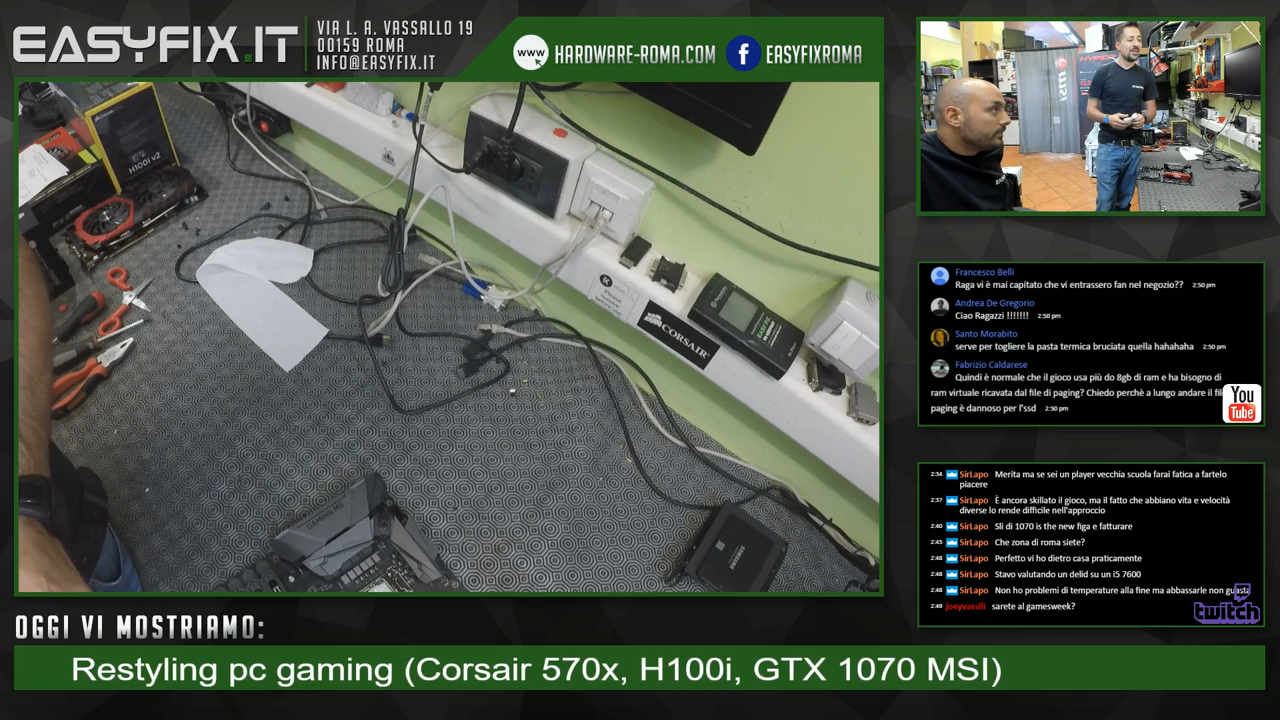 EASYFIX.IT
VIA L. A. VASSALLO 19
00159 ROMA
INFO@EASYFIX.IT
WWW
HARDWARE-ROMA.COM
f
EASYFIXROMA
H100i v2
CORSAIR
SAMSUNG
msi
Francesco Belli
Raga vi è mai capitato che vi entrassero fan nel negozio?? 2:50 pm
Andrea De Gregorio
Ciao Ragazzi !!!!!!! 2:50 pm
Santo Morabito
serve per togliere la pasta termica bruciata quella hahahaha 2:50 pm
Fabrizio Caldarese
Quindi è normale che il gioco usa più do 8gb di ram e ha bisogno di
ram virtuale ricavata dal file di paging? Chiedo perchè a lungo andare il
paging è dannoso per l'ssd 2:50 pm
You
Tube
2:34 SirLapo Merita ma se sei un player vecchia scuola farai fatica a fartelo
piacere
2:37 SirLapo È ancora skillato il gioco, ma il fatto che abbiano vita e velocità
diverse lo rende difficile nell'approccio
2:40 SirLapo Sli di 1070 is the new figa e fatturare
2:45 SirLapo Che zona di roma siete?
2:48 SirLapo Perfetto vi ho dietro casa praticamente
2:48 SirLapo Stavo valutando un delid su un i5 7600
2:48 SirLapo Non ho problemi di temperature alla fine ma abbassarle non
2:49 joeyvassili sarete al gamesweek?
twitch
OGGI VI MOSTRIAMO:
Restyling pc gaming (Corsair 570x, H100i, GTX 1070 MSI)